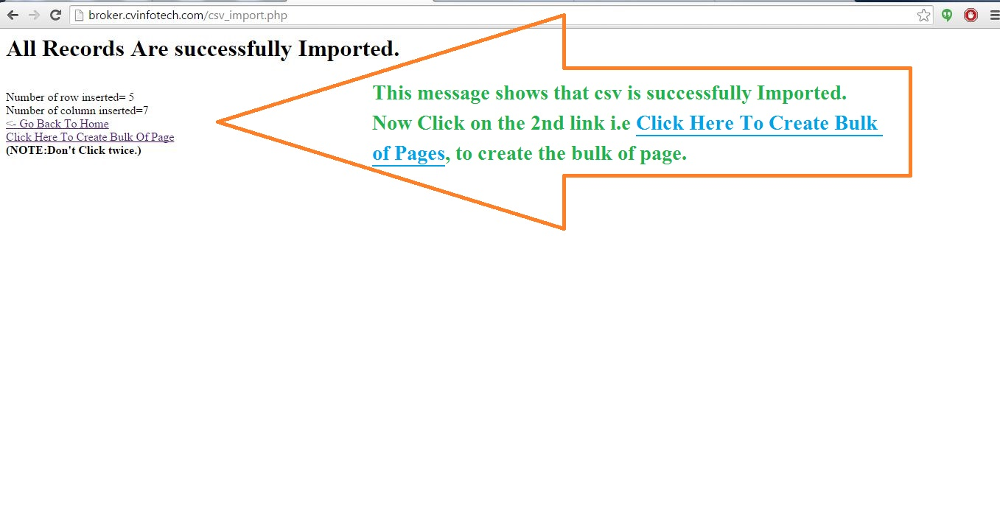 broker.cvinfotech.com/csv_import.php
All Records Are successfully Imported.
Number of row inserted= 5
Number of column inserted=7
<- Go Back To Home
Click Here To Create Bulk Of Page
(NOTE:Don't Click twice.)
This message shows that csv is successfully Imported.
Now Click on the 2nd link i.e Click Here To Create Bulk
of Pages, to create the bulk of page.